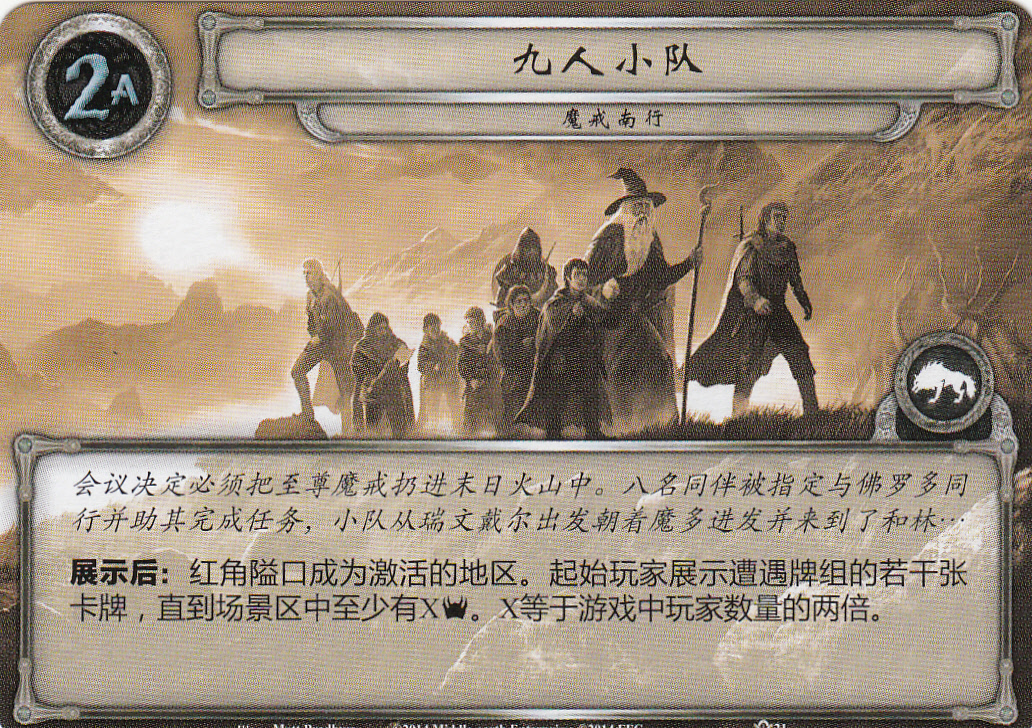 2A
九人小队
魔戒南行
会议决定必须把至尊魔戒扔进末日火山中。八名同伴被指定与佛罗多同
行并助其完成任务，小队从瑞文戴尔出发朝着魔多进发并来到了和林…
展示后：红角隘口成为激活的地区。起始玩家展示遭遇牌组的若干张
卡牌，直到场景区中至少有X。X等于游戏中玩家数量的两倍。